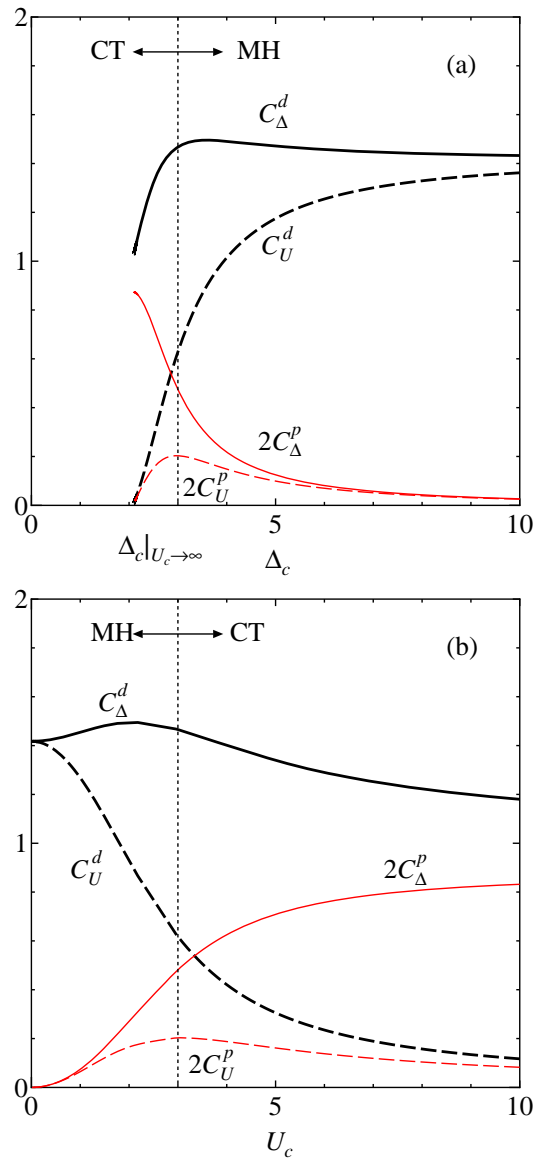 2
CT MH
(a)
C_Δ^d
C_U^d
1
2C_Δ^p
2C_U^p
0
0 5 10
Δ_c|_{U_c→∞} Δ_c
2
MH CT
(b)
C_Δ^d
C_U^d
2C_Δ^p
1
2C_U^p
0
0 5 10
U_c